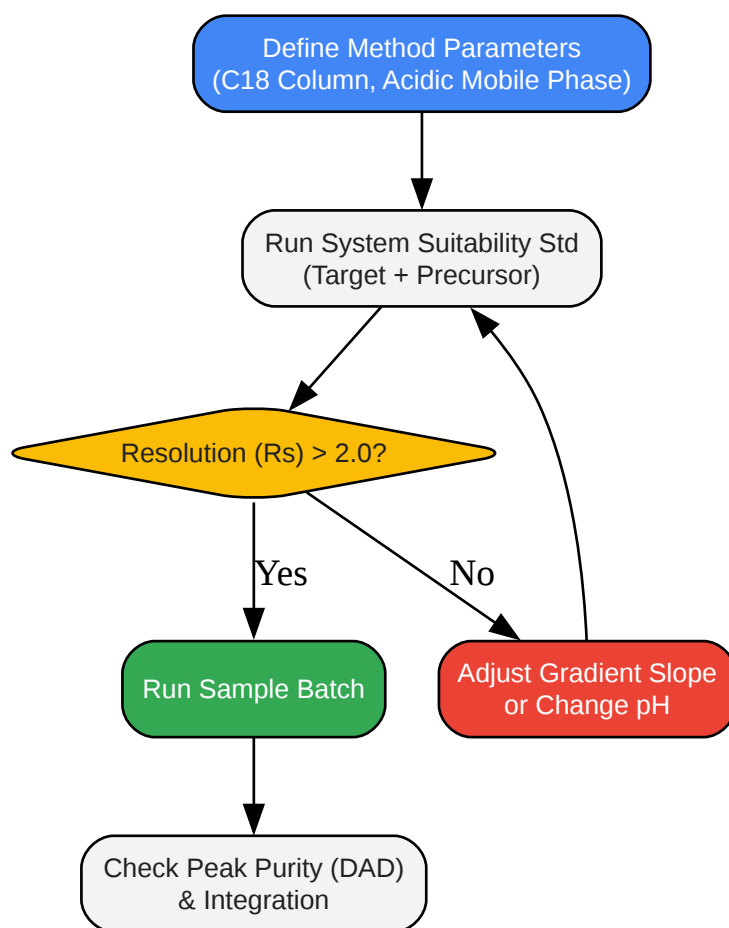 Define Method Parameters
(C18 Column, Acidic Mobile Phase)
Run System Suitability Std
(Target + Precursor)
Resolution (Rs) > 2.0?
Yes
No
Run Sample Batch
Adjust Gradient Slope
or Change pH
Check Peak Purity (DAD)
& Integration